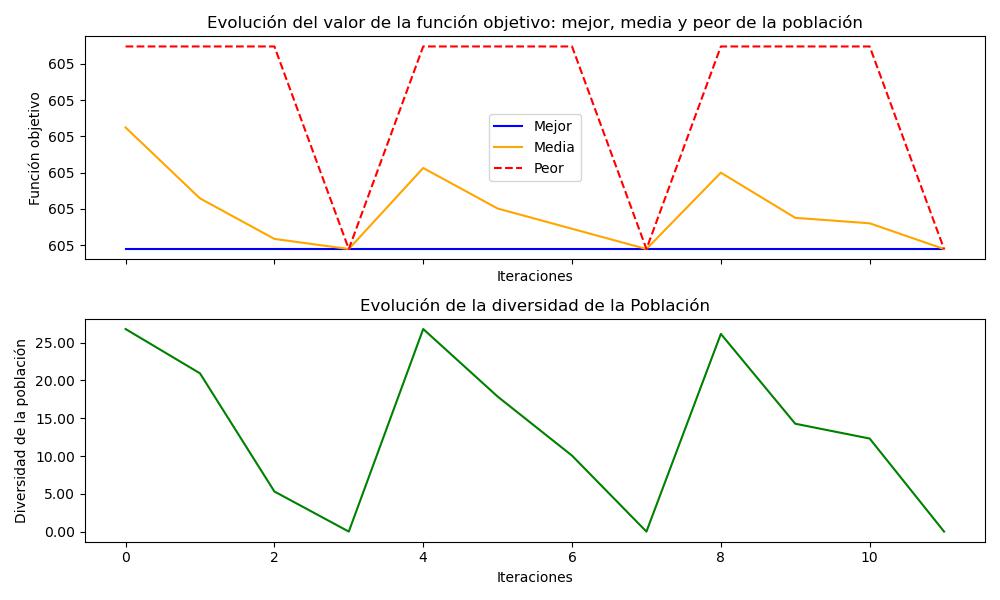 Evolución del valor de la función objetivo: mejor, media y peor de la población
605
605
605
605
605
605
Función objetivo
Mejor
Media
Peor
Iteraciones
Evolución de la diversidad de la Población
25.00
20.00
15.00
10.00
5.00
0.00
Diversidad de la población
0 2 4 6 8 10
Iteraciones